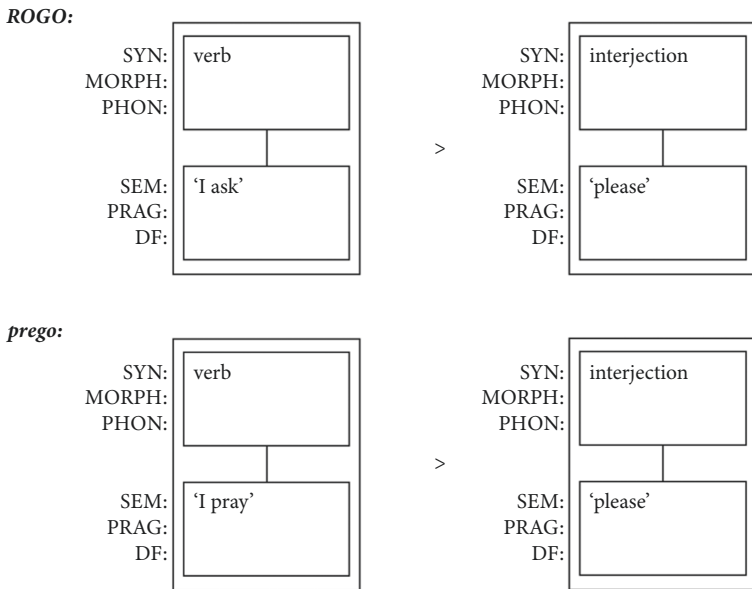 ROGO:
SYN: verb SYN: interjection
MORPH: MORPH:
PHON: PHON:
>
SEM: ‘I ask’ SEM: ‘please’
PRAG: PRAG:
DF: DF:
prego:
SYN: verb SYN: interjection
MORPH: MORPH:
PHON: PHON:
>
SEM: ‘I pray’ SEM: ‘please’
PRAG: PRAG:
DF: DF: